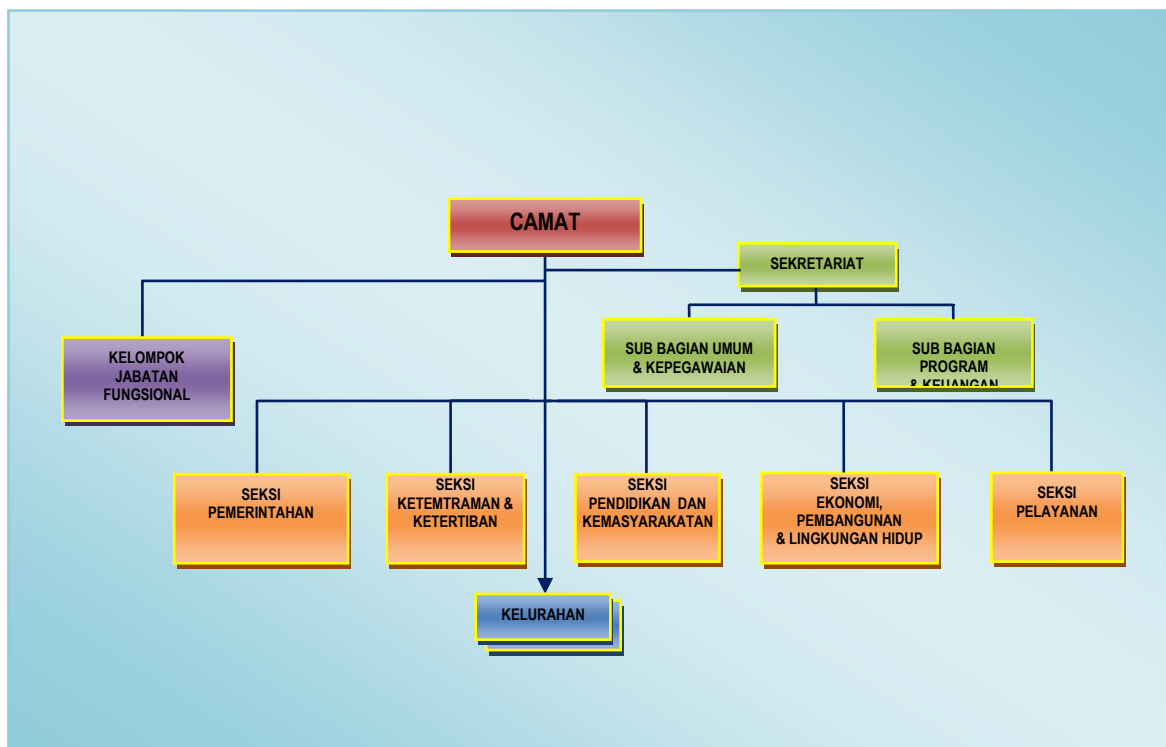 CAMAT
SEKRETARIAT
KELOMPOK
JABATAN
FUNGSIONAL
SUB BAGIAN UMUM
& KEPEGAWAIAN
SUB BAGIAN
PROGRAM
& KEUANGAN
SEKSI
PEMERINTAHAN
SEKSI
KETEMTRAMAN &
KETERTIBAN
SEKSI
PENDIDIKAN DAN
KEMASYARAKATAN
SEKSI
EKONOMI,
PEMBANGUNAN
& LINGKUNGAN HIDUP
SEKSI
PELAYANAN
KELURAHAN